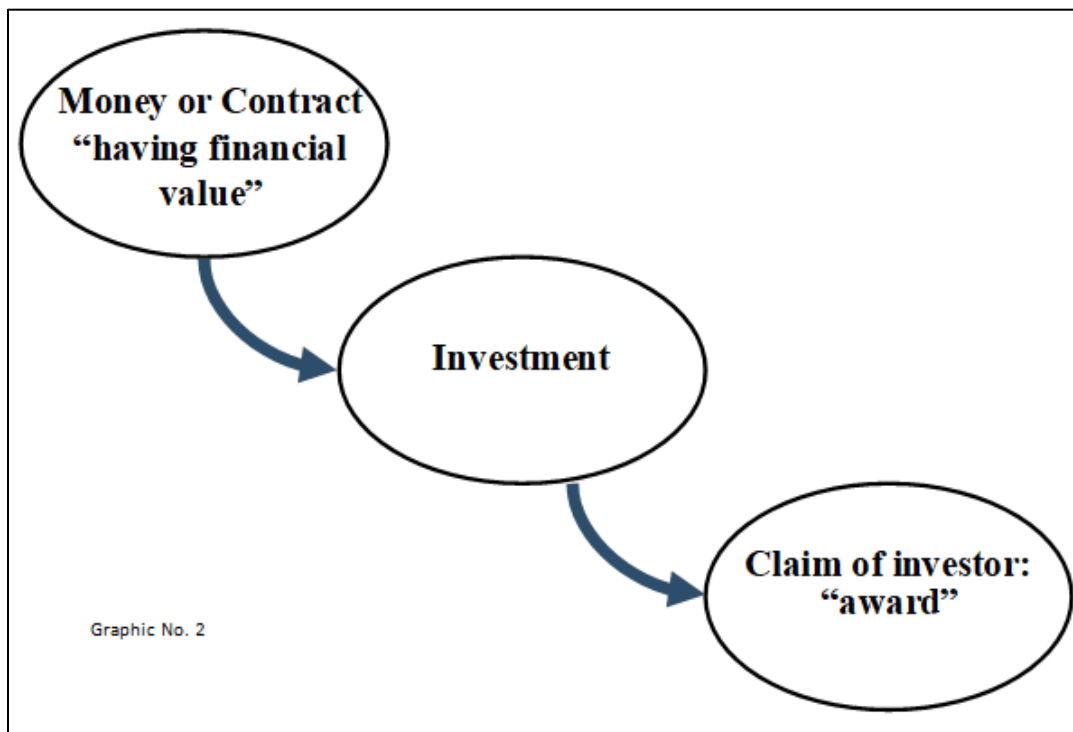 Money or Contract
“having financial
value”
Investment
Claim of investor:
“award”
Graphic No. 2